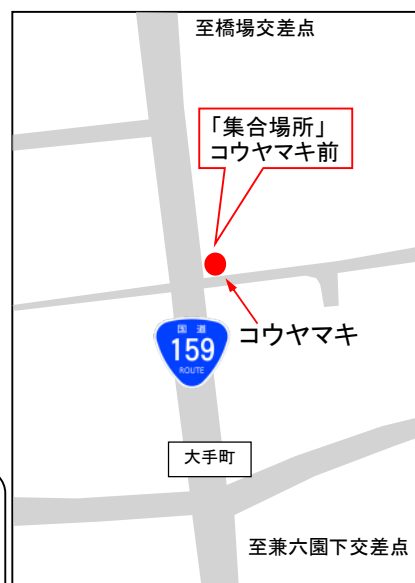 至橋場交差点
「集合場所」
コウヤマキ前
コウヤマキ
国道
159
ROUTE
大手町
至兼六園下交差点